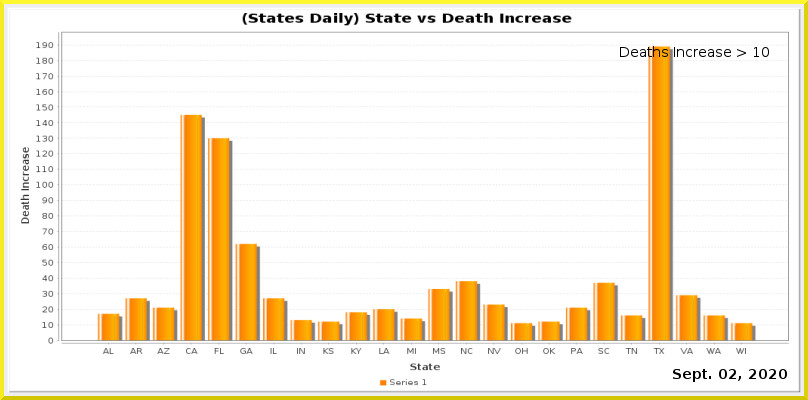 (States Daily) State vs Death Increase
Deaths Increase > 10
Death Increase
190
180
170
160
150
140
130
120
110
100
90
80
70
60
50
40
30
20
10
0
AL AR AZ CA FL GA IL IN KS KY LA MI MS NC NV OH OK PA SC TN TX VA WA WI
State
Series 1
Sept. 02, 2020